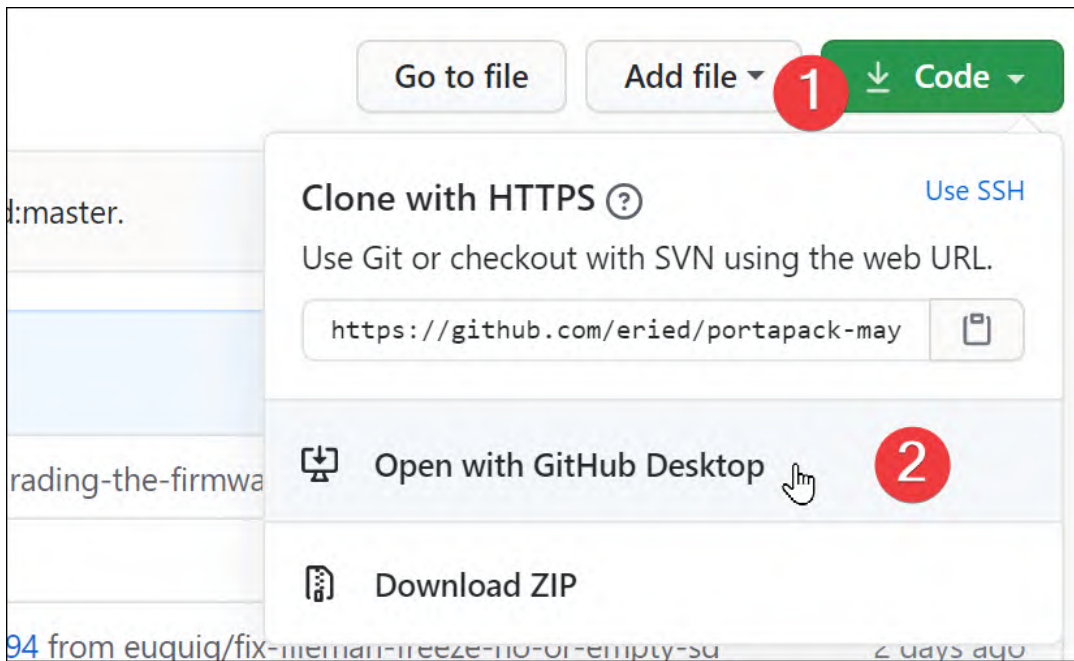 Go to file
Add file
1
Code
Clone with HTTPS ?
Use SSH
d:master.
Use Git or checkout with SVN using the web URL.
https://github.com/eried/portapack-may
Open with GitHub Desktop
2
rading-the-firmwa
Download ZIP
94 from euquiq/fix-fileman-freeze-no-or-empty-sd
2 days ago